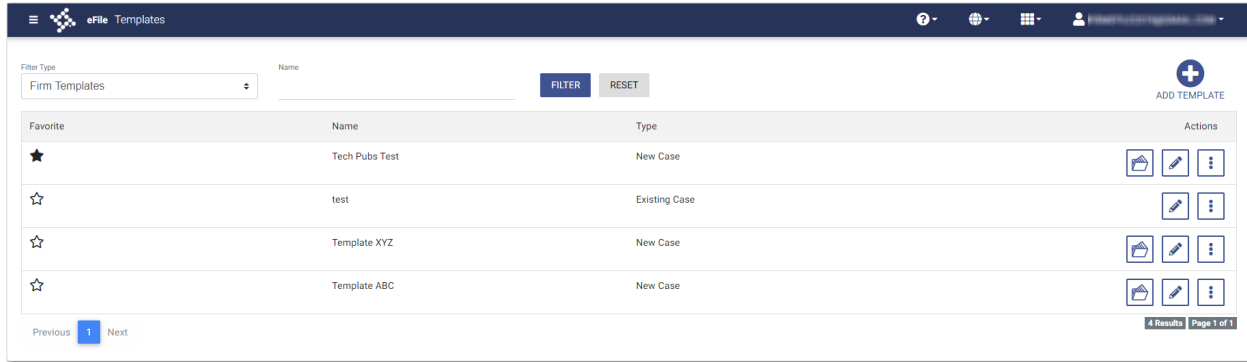 eFile Templates
Filter Type
Name
Firm Templates
FILTER
RESET
ADD TEMPLATE
Favorite Name Type Actions
Tech Pubs Test New Case
test Existing Case
Template XYZ New Case
Template ABC New Case
Previous 1 Next
4 Results Page 1 of 1